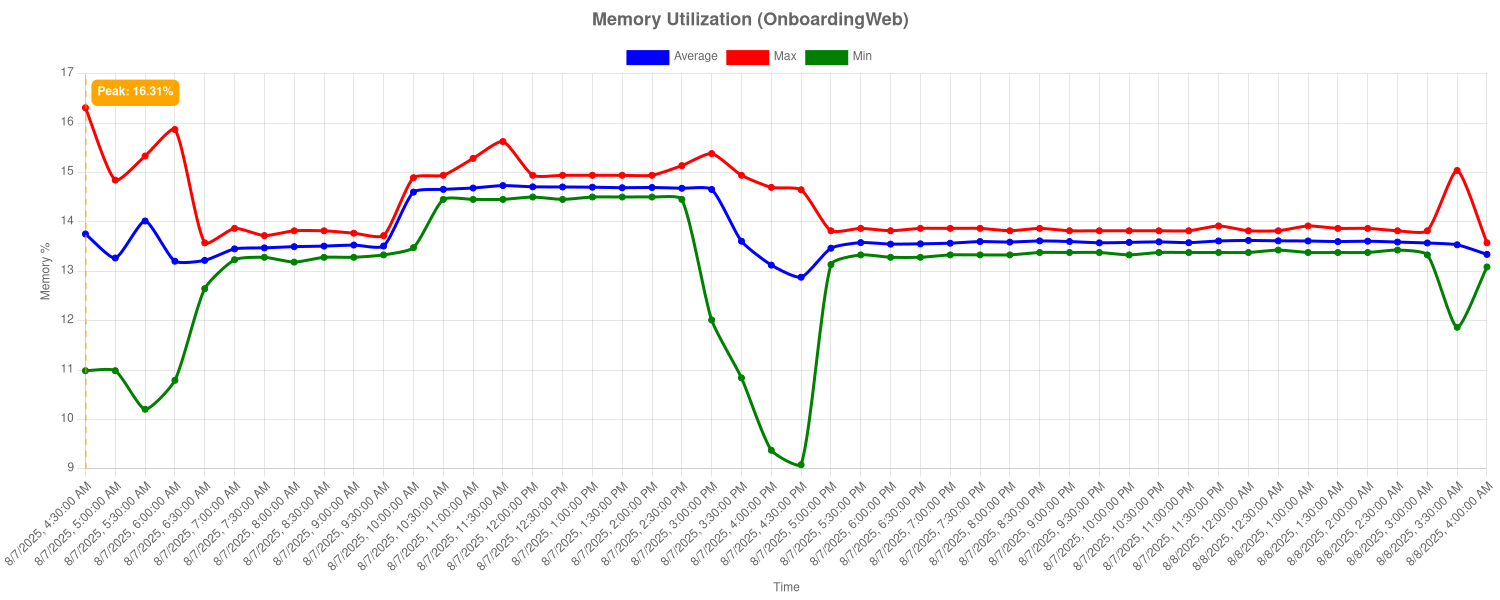 Memory Utilization (OnboardingWeb)
Average Max Min
Peak: 16.31%
17
16
15
14
13
12
11
10
9
Memory %
8/7/2025, 4:30:00 AM
8/7/2025, 5:00:00 AM
8/7/2025, 5:30:00 AM
8/7/2025, 6:00:00 AM
8/7/2025, 6:30:00 AM
8/7/2025, 7:00:00 AM
8/7/2025, 7:30:00 AM
8/7/2025, 8:00:00 AM
8/7/2025, 8:30:00 AM
8/7/2025, 9:00:00 AM
8/7/2025, 9:30:00 AM
8/7/2025, 10:00:00 AM
8/7/2025, 10:30:00 AM
8/7/2025, 11:00:00 AM
8/7/2025, 11:30:00 AM
8/7/2025, 12:00:00 PM
8/7/2025, 12:30:00 PM
8/7/2025, 1:00:00 PM
8/7/2025, 1:30:00 PM
8/7/2025, 2:00:00 PM
8/7/2025, 2:30:00 PM
8/7/2025, 3:00:00 PM
8/7/2025, 3:30:00 PM
8/7/2025, 4:00:00 PM
8/7/2025, 4:30:00 PM
8/7/2025, 5:00:00 PM
8/7/2025, 5:30:00 PM
8/7/2025, 6:00:00 PM
8/7/2025, 6:30:00 PM
8/7/2025, 7:00:00 PM
8/7/2025, 7:30:00 PM
8/7/2025, 8:00:00 PM
8/7/2025, 8:30:00 PM
8/7/2025, 9:00:00 PM
8/7/2025, 9:30:00 PM
8/7/2025, 10:00:00 PM
8/7/2025, 10:30:00 PM
8/7/2025, 11:00:00 PM
8/7/2025, 11:30:00 PM
8/8/2025, 12:00:00 AM
8/8/2025, 12:30:00 AM
8/8/2025, 1:00:00 AM
8/8/2025, 1:30:00 AM
8/8/2025, 2:00:00 AM
8/8/2025, 2:30:00 AM
8/8/2025, 3:00:00 AM
8/8/2025, 3:30:00 AM
8/8/2025, 4:00:00 AM
Time